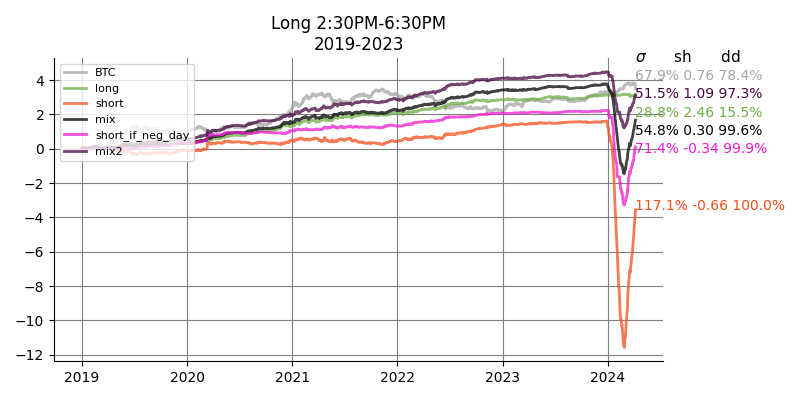 Long 2:30PM-6:30PM
2019-2023
σ sh dd
67.9% 0.76 78.4%
51.5% 1.09 97.3%
28.8% 2.46 15.5%
54.8% 0.30 99.6%
71.4% -0.34 99.9%
117.1% -0.66 100.0%
BTC
long
short
mix
short_if_neg_day
mix2
4
2
0
−2
−4
−6
−8
−10
−12
2019 2020 2021 2022 2023 2024